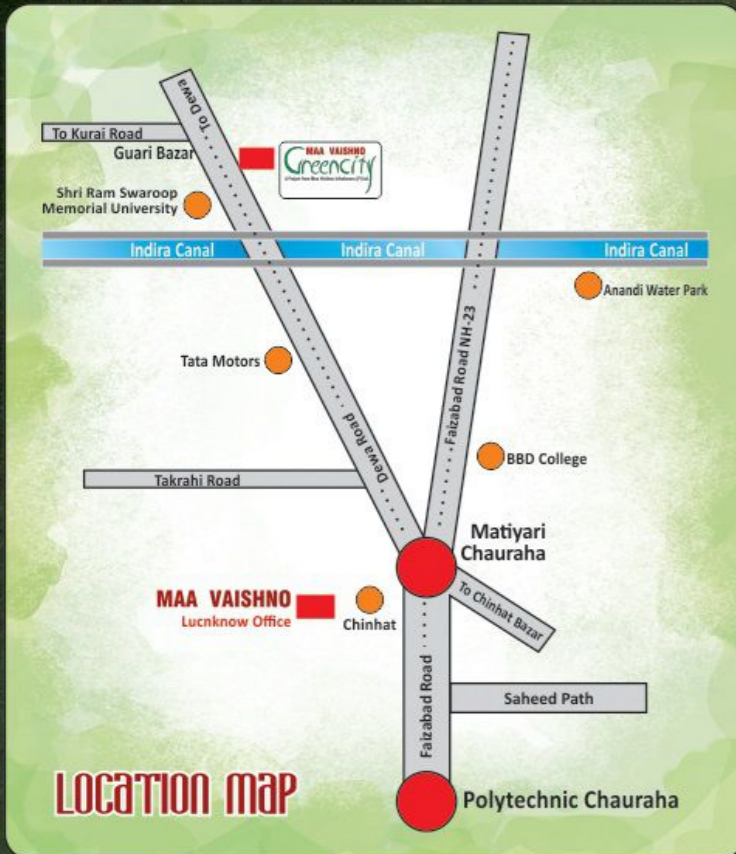 To Dewa
To Kurai Road
Guari Bazar
MAA VAISHNO
Greencity
Shri Ram Swaroop
Memorial University
Indira Canal
Indira Canal
Indira Canal
Anandi Water Park
Tata Motors
Faizabad Road NH-23
Dewa Road
BBD College
Takrahi Road
Matiyari
Chauraha
To Chinhat Bazar
MAA VAISHNO
Lucnknow Office
Chinhat
Faizabad Road
Saheed Path
LOCATION MAP
Polytechnic Chauraha